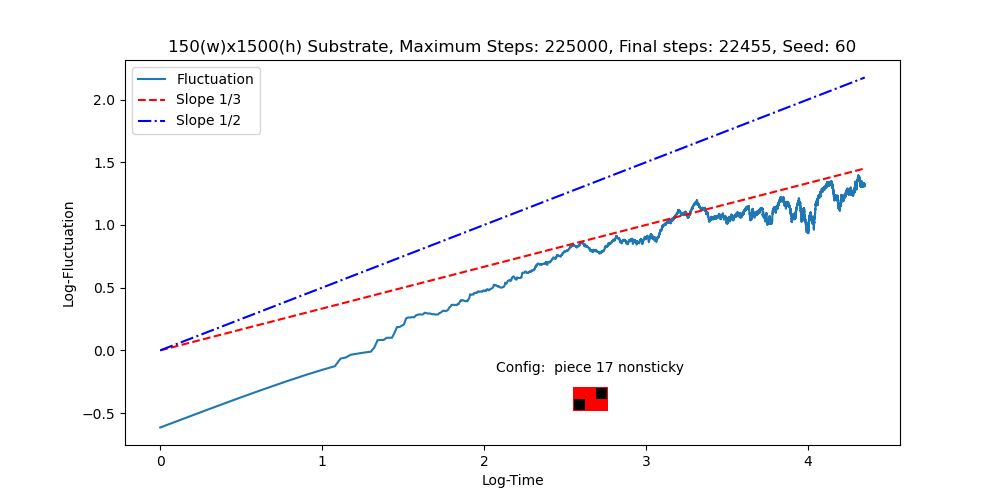 150(w)x1500(h) Substrate, Maximum Steps: 225000, Final steps: 22455, Seed: 60
Fluctuation
Slope 1/3
Slope 1/2
2.0
1.5
1.0
0.5
0.0
−0.5
Log-Fluctuation
Config:  piece 17 nonsticky
0 1 2 3 4
Log-Time